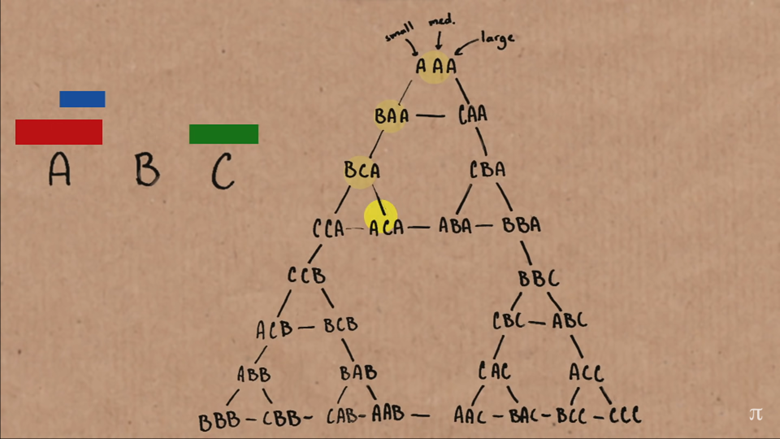 small med. large
AAA
BAA — CAA
BCA CBA
CCA — ACA — ABA — BBA
CCB BBC
ACB — BCB CBC — ABC
ABB BAB CAC ACC
BBB — CBB — CAB — AAB — AAC — BAC — BCC — CCC
A B C
π